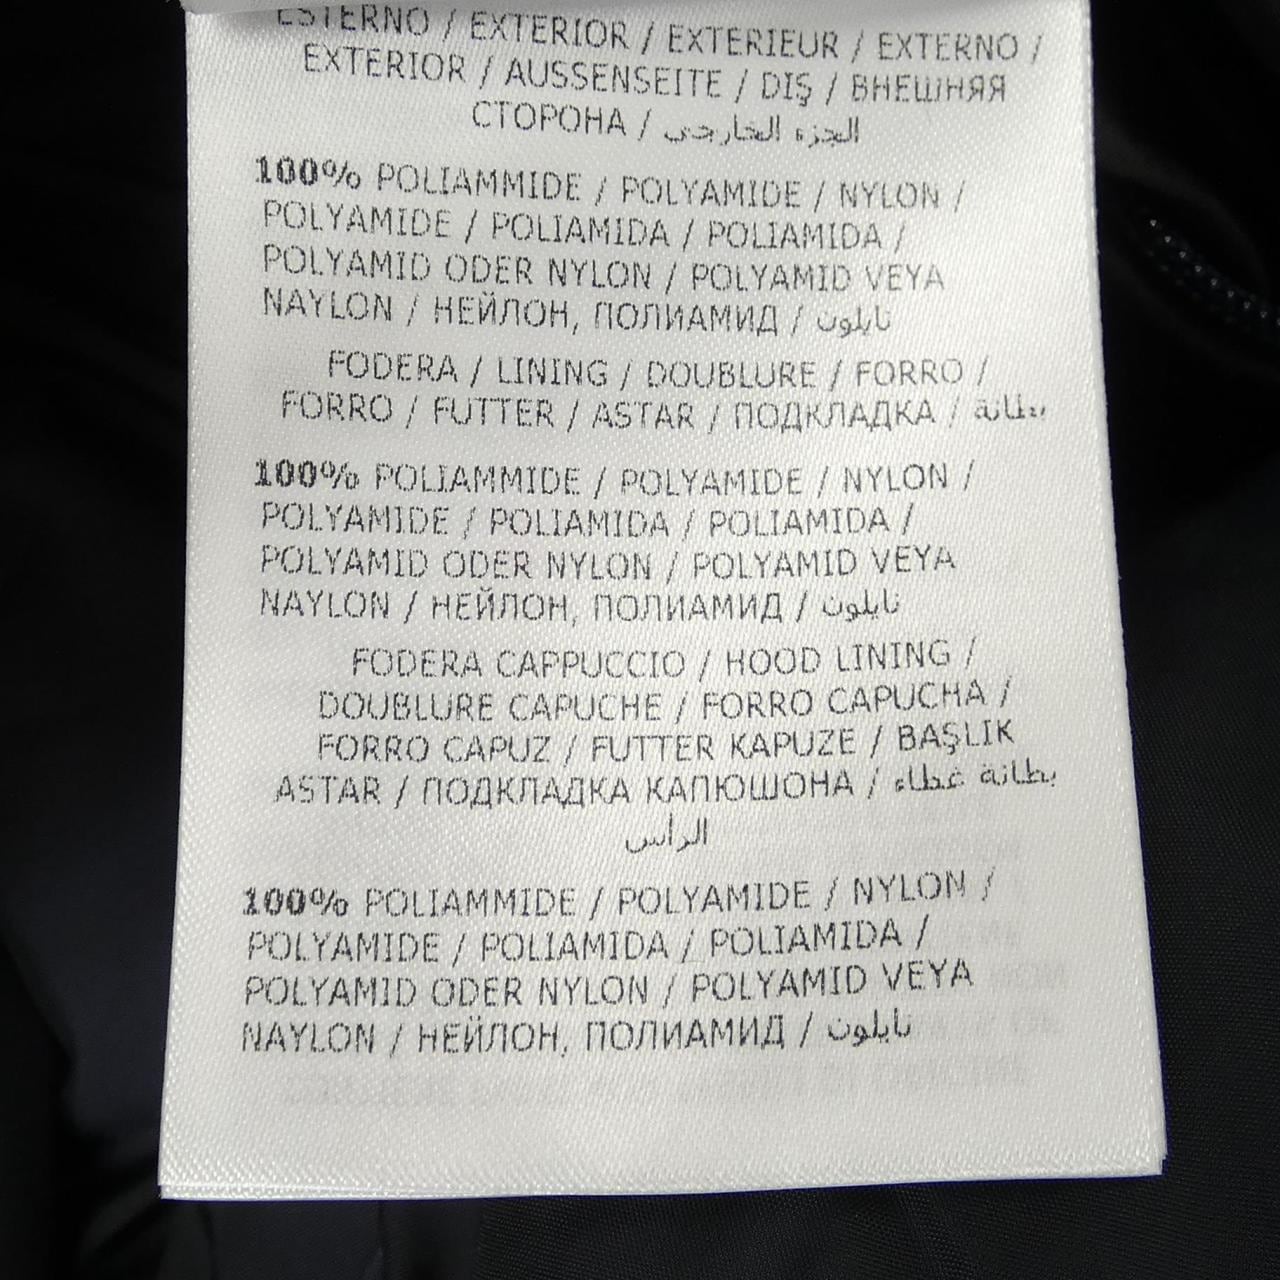 ESTERNO / EXTERIOR / EXTERIEUR / EXTERNO /
EXTERIOR / AUSSENSEITE / DIŞ / ВНЕШНЯЯ
СТОРОНА / الجزء الخارجي
100% POLIAMMIDE / POLYAMIDE / NYLON /
POLYAMIDE / POLIAMIDA / POLIAMIDA /
POLYAMID ODER NYLON / POLYAMID VEYA
NAYLON / НЕЙЛОН, ПОЛИАМИД / نايلون
FODERA / LINING / DOUBLURE / FORRO /
FORRO / FUTTER / ASTAR / ПОДКЛАДКА / بطانة
100% POLIAMMIDE / POLYAMIDE / NYLON /
POLYAMIDE / POLIAMIDA / POLIAMIDA /
POLYAMID ODER NYLON / POLYAMID VEYA
NAYLON / НЕЙЛОН, ПОЛИАМИД / نايلون
FODERA CAPPUCCIO / HOOD LINING /
DOUBLURE CAPUCHE / FORRO CAPUCHA /
FORRO CAPUZ / FUTTER KAPUZE / BAŞLIK
ASTAR / ПОДКЛАДКА КАПЮШОНА / بطانة غطاء
الرأس
100% POLIAMMIDE / POLYAMIDE / NYLON /
POLYAMIDE / POLIAMIDA / POLIAMIDA /
POLYAMID ODER NYLON / POLYAMID VEYA
NAYLON / НЕЙЛОН, ПОЛИАМИД / نايلون